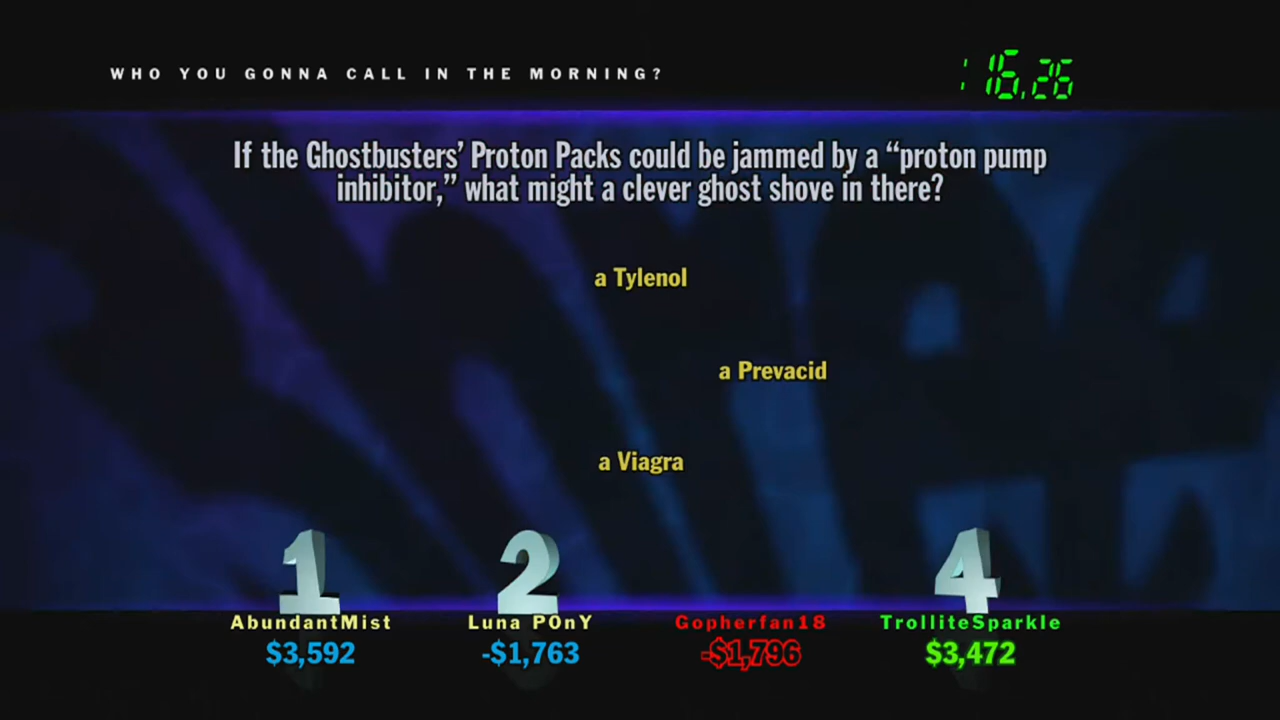 WHO YOU GONNA CALL IN THE MORNING?
:16.26
If the Ghostbusters’ Proton Packs could be jammed by a “proton pump
inhibitor,” what might a clever ghost shove in there?
a Tylenol
a Prevacid
a Viagra
1 2 4
AbundantMist Luna P0nY Gopherfan18 TrolliteSparkle
$3,592 -$1,763 -$1,796 $3,472